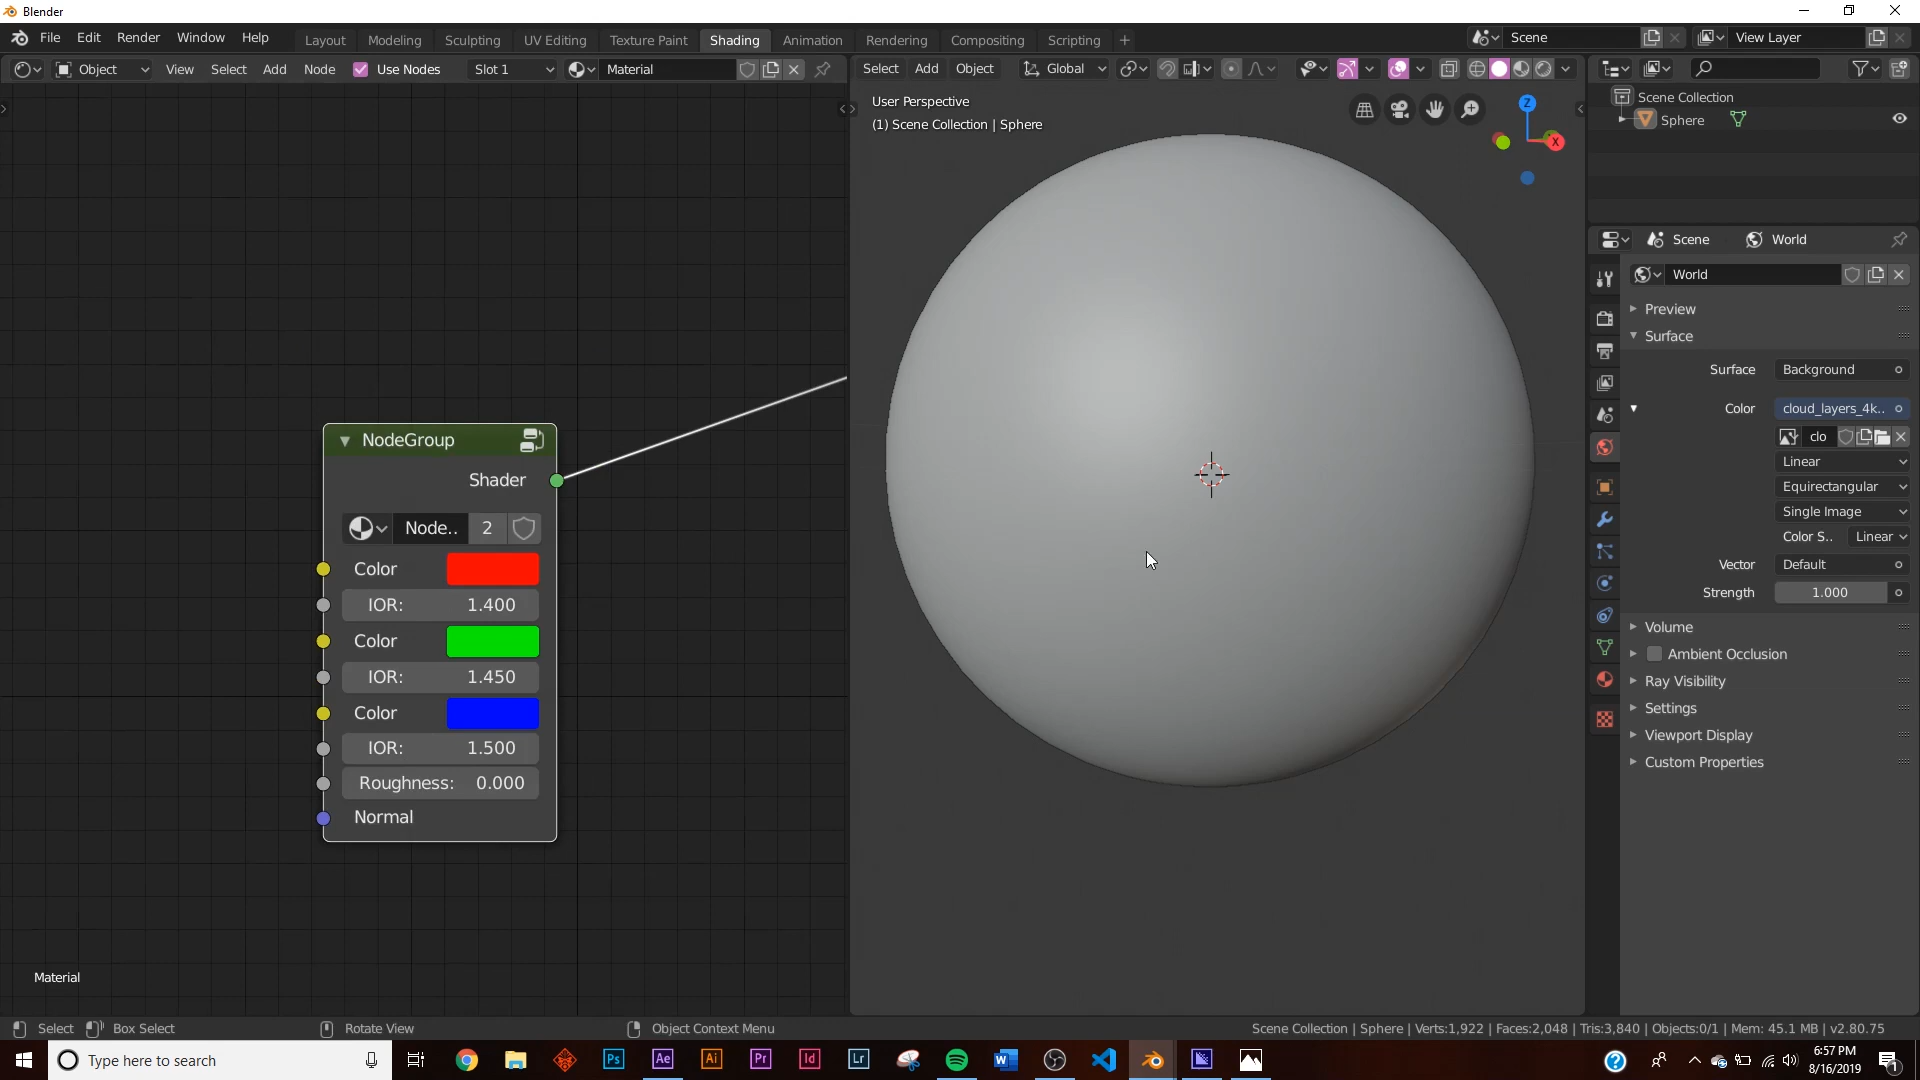 Blender
File Edit Render Window Help
Layout Modeling Sculpting UV Editing Texture Paint Shading Animation Rendering Compositing Scripting +
Scene
View Layer
Object View Select Add Node Use Nodes Slot 1 Material
Select Add Object Global
User Perspective
(1) Scene Collection | Sphere
Z
X
Scene Collection
Sphere
Scene World
World
Preview
Surface
Surface Background
Color cloud_layers_4k..
clo
Linear
Equirectangular
Single Image
Color S.. Linear
Vector Default
Strength 1.000
Volume
Ambient Occlusion
Ray Visibility
Settings
Viewport Display
Custom Properties
NodeGroup
Shader
Node.. 2
Color
IOR: 1.400
Color
IOR: 1.450
Color
IOR: 1.500
Roughness: 0.000
Normal
Material
Select Box Select Rotate View Object Context Menu
Scene Collection | Sphere | Verts:1,922 | Faces:2,048 | Tris:3,840 | Objects:0/1 | Mem: 45.1 MB | v2.80.75
Type here to search
Ps Ae Ai Pr Id Lr
6:57 PM
8/16/2019
1